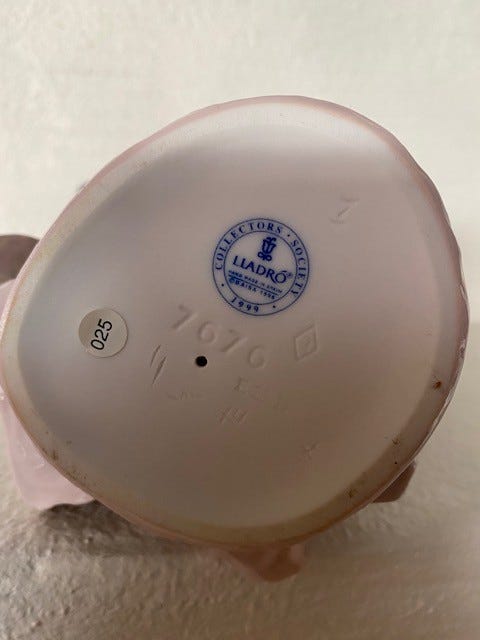 COLLECTORS · SOCIETY
LLADRÓ
HAND MADE IN SPAIN
· 1999 ·
7676
025